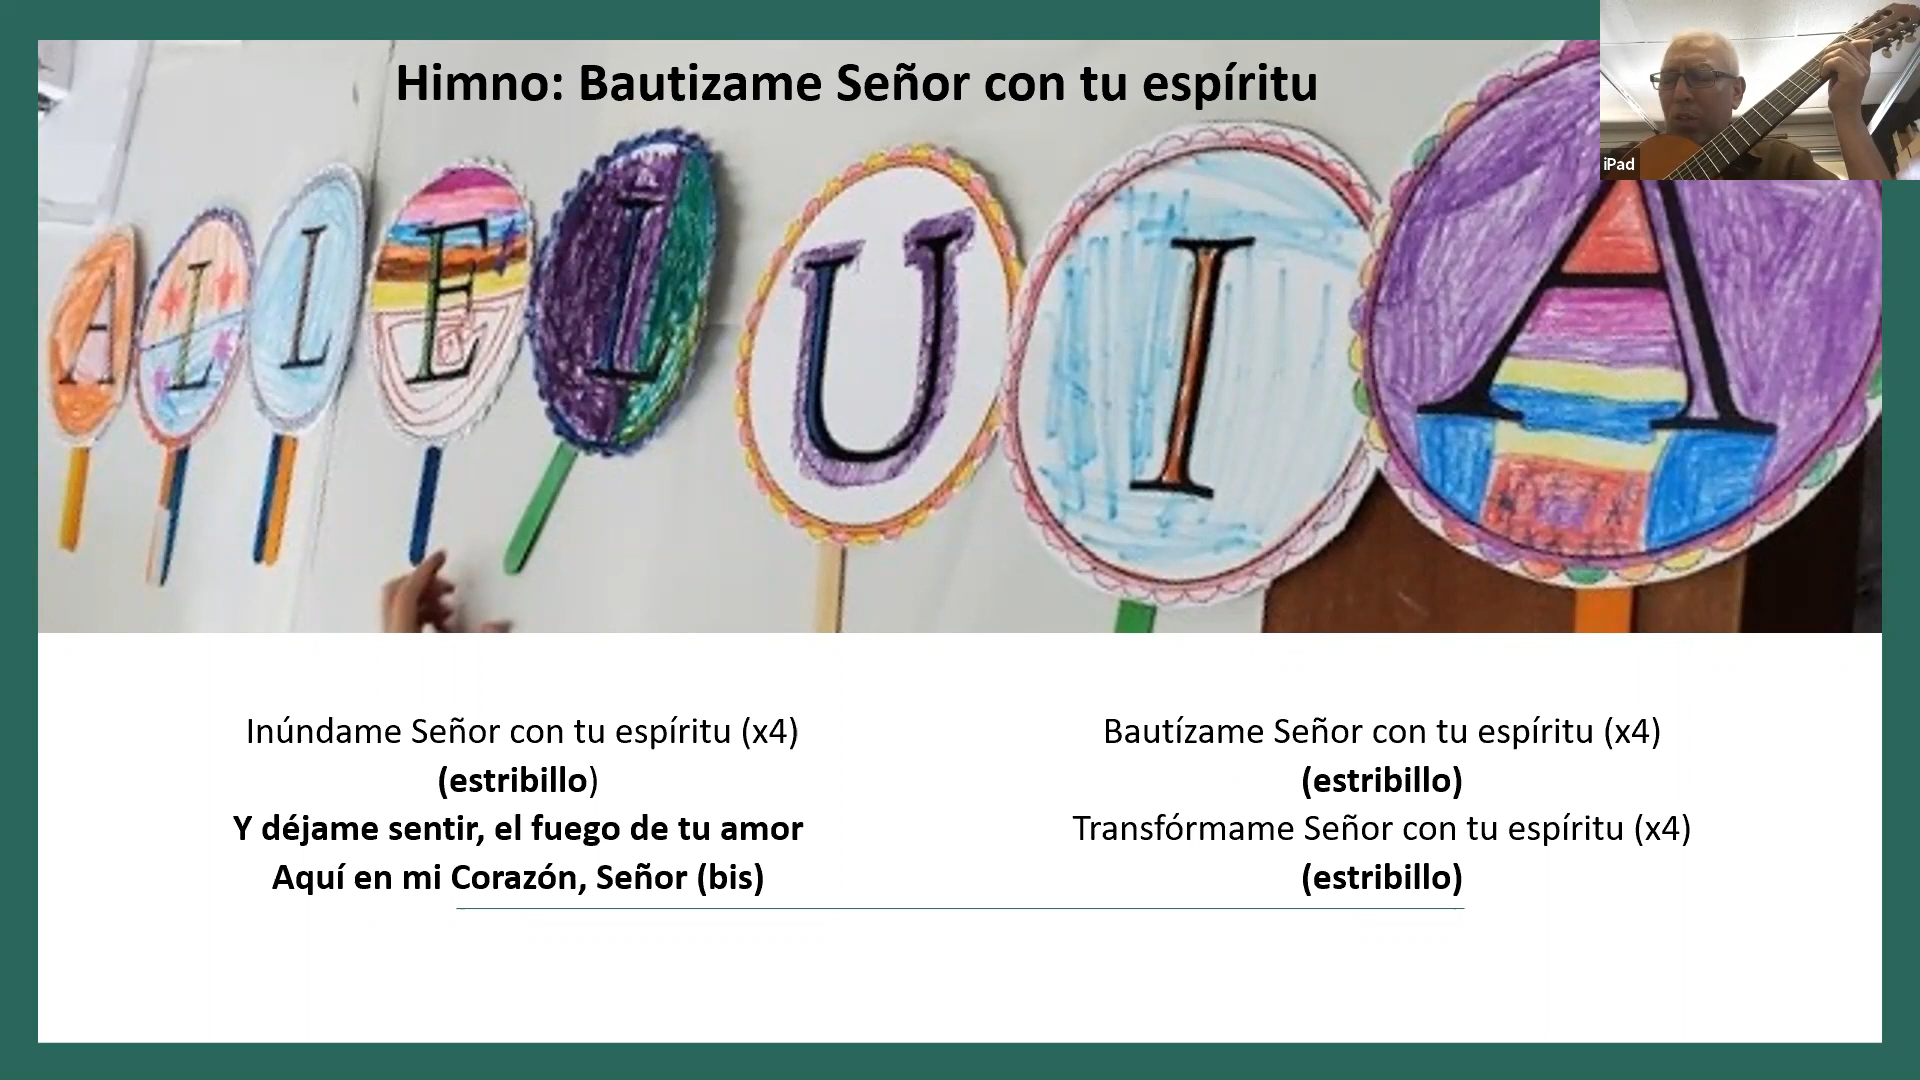 Himno: Bautizame Señor con tu espíritu
iPad
A L L E L U I A
Inúndame Señor con tu espíritu (x4)
(estribillo)
Y déjame sentir, el fuego de tu amor
Aquí en mi Corazón, Señor (bis)
Bautízame Señor con tu espíritu (x4)
(estribillo)
Transfórmame Señor con tu espíritu (x4)
(estribillo)